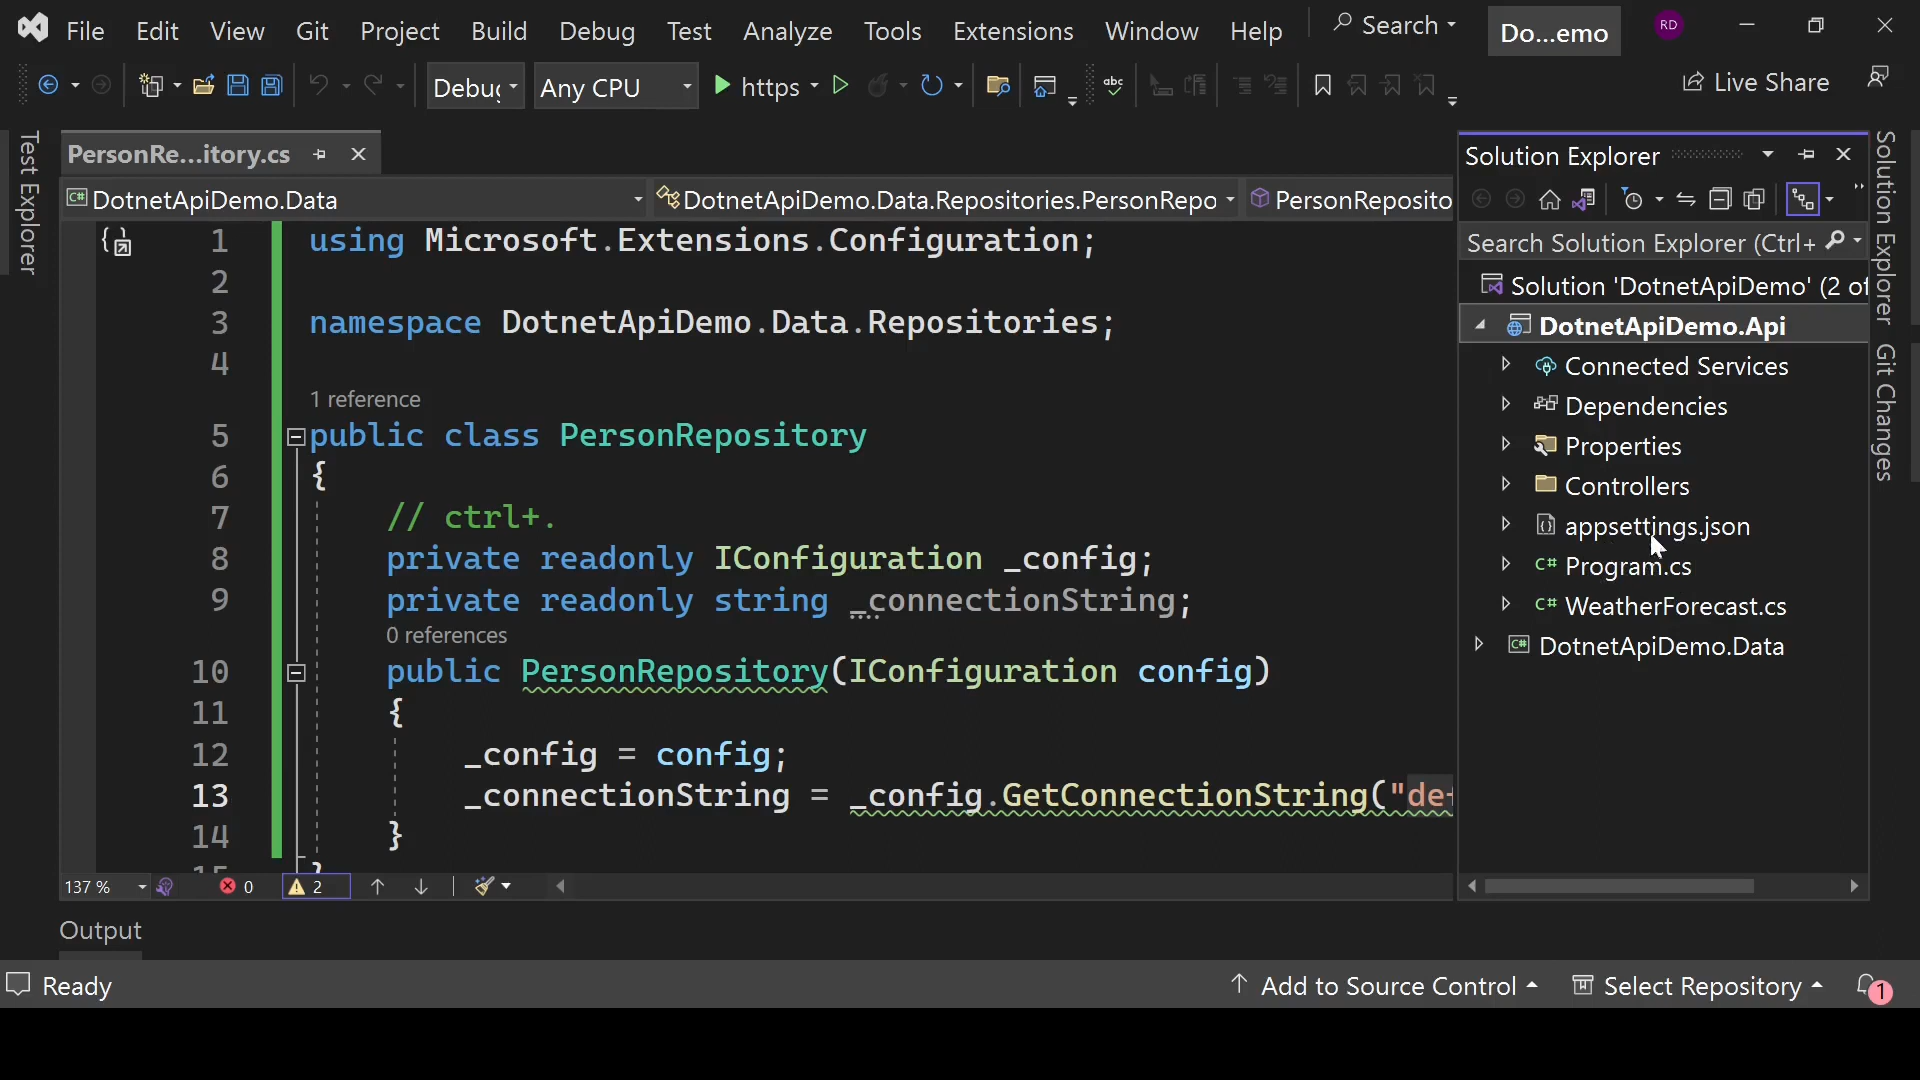 File Edit View Git Project Build Debug Test Analyze Tools Extensions Window Help Search Do...emo RD
Debug Any CPU https abc Live Share
Test Explorer
PersonRe...itory.cs
DotnetApiDemo.Data DotnetApiDemo.Data.Repositories.PersonRepo PersonReposito
1 using Microsoft.Extensions.Configuration;
2
3 namespace DotnetApiDemo.Data.Repositories;
4
1 reference
5 public class PersonRepository
6 {
7 // ctrl+.
8 private readonly IConfiguration _config;
9 private readonly string _connectionString;
0 references
10 public PersonRepository(IConfiguration config)
11 {
12 _config = config;
13 _connectionString = _config.GetConnectionString("de
14 }
137 % 0 2
Solution Explorer
Search Solution Explorer (Ctrl+
Solution 'DotnetApiDemo' (2 of
DotnetApiDemo.Api
Connected Services
Dependencies
Properties
Controllers
appsettings.json
Program.cs
WeatherForecast.cs
DotnetApiDemo.Data
Solution Explorer
Git Changes
Output
Ready Add to Source Control Select Repository 1